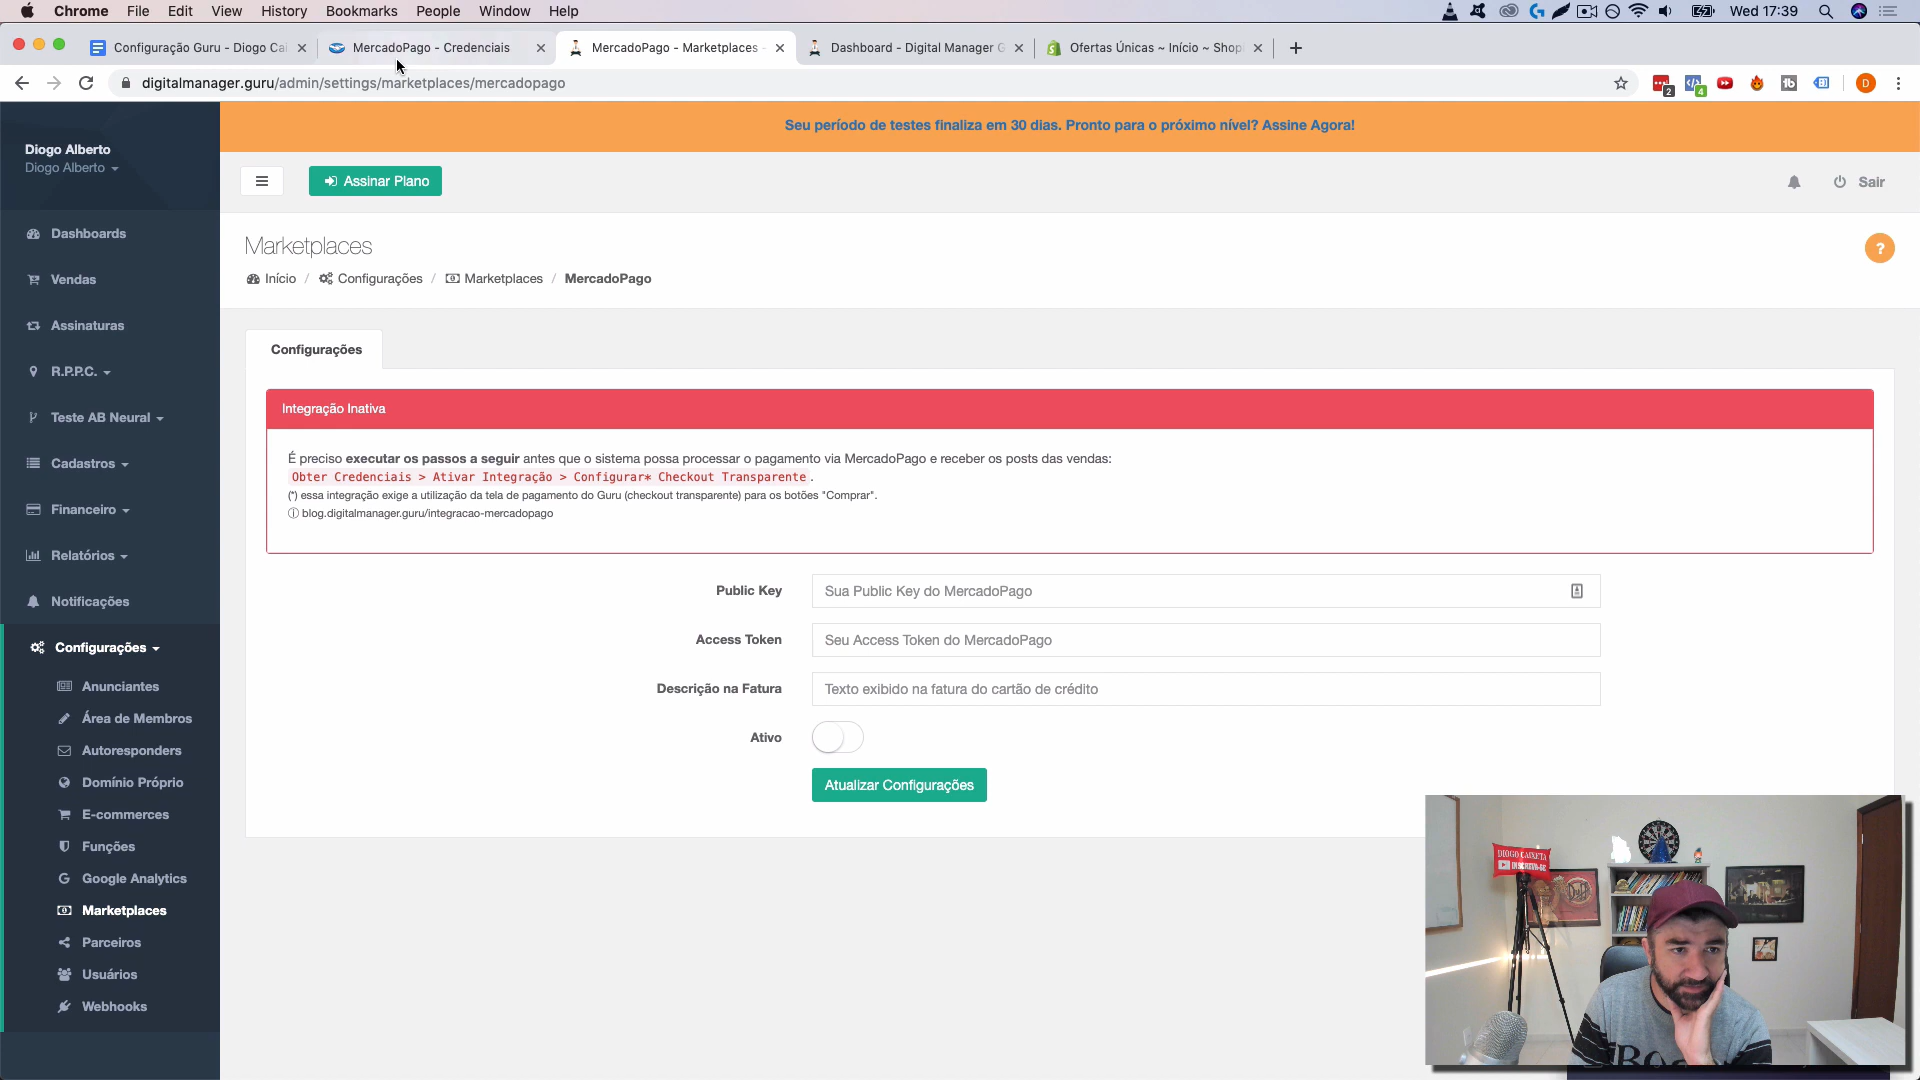 Chrome File Edit View History Bookmarks People Window Help
Wed 17:39
Configuração Guru - Diogo Cai
MercadoPago - Credenciais
MercadoPago - Marketplaces -
Dashboard - Digital Manager G
Ofertas Únicas ~ Início ~ Shop
digitalmanager.guru/admin/settings/marketplaces/mercadopago
2
4
D
Seu período de testes finaliza em 30 dias. Pronto para o próximo nível? Assine Agora!
Diogo Alberto
Diogo Alberto
Assinar Plano
Sair
Marketplaces
?
Início / Configurações / Marketplaces / MercadoPago
Dashboards
Vendas
Assinaturas
R.P.P.C.
Teste AB Neural
Cadastros
Financeiro
Relatórios
Notificações
Configurações
Anunciantes
Área de Membros
Autoresponders
Domínio Próprio
E-commerces
Funções
Google Analytics
Marketplaces
Parceiros
Usuários
Webhooks
Configurações
Integração Inativa
É preciso executar os passos a seguir antes que o sistema possa processar o pagamento via MercadoPago e receber os posts das vendas:
Obter Credenciais > Ativar Integração > Configurar* Checkout Transparente.
(*) essa integração exige a utilização da tela de pagamento do Guru (checkout transparente) para os botões "Comprar".
blog.digitalmanager.guru/integracao-mercadopago
Public Key
Sua Public Key do MercadoPago
Access Token
Seu Access Token do MercadoPago
Descrição na Fatura
Texto exibido na fatura do cartão de crédito
Ativo
Atualizar Configurações
DIOGO CAIXETA
INSCREVA-SE